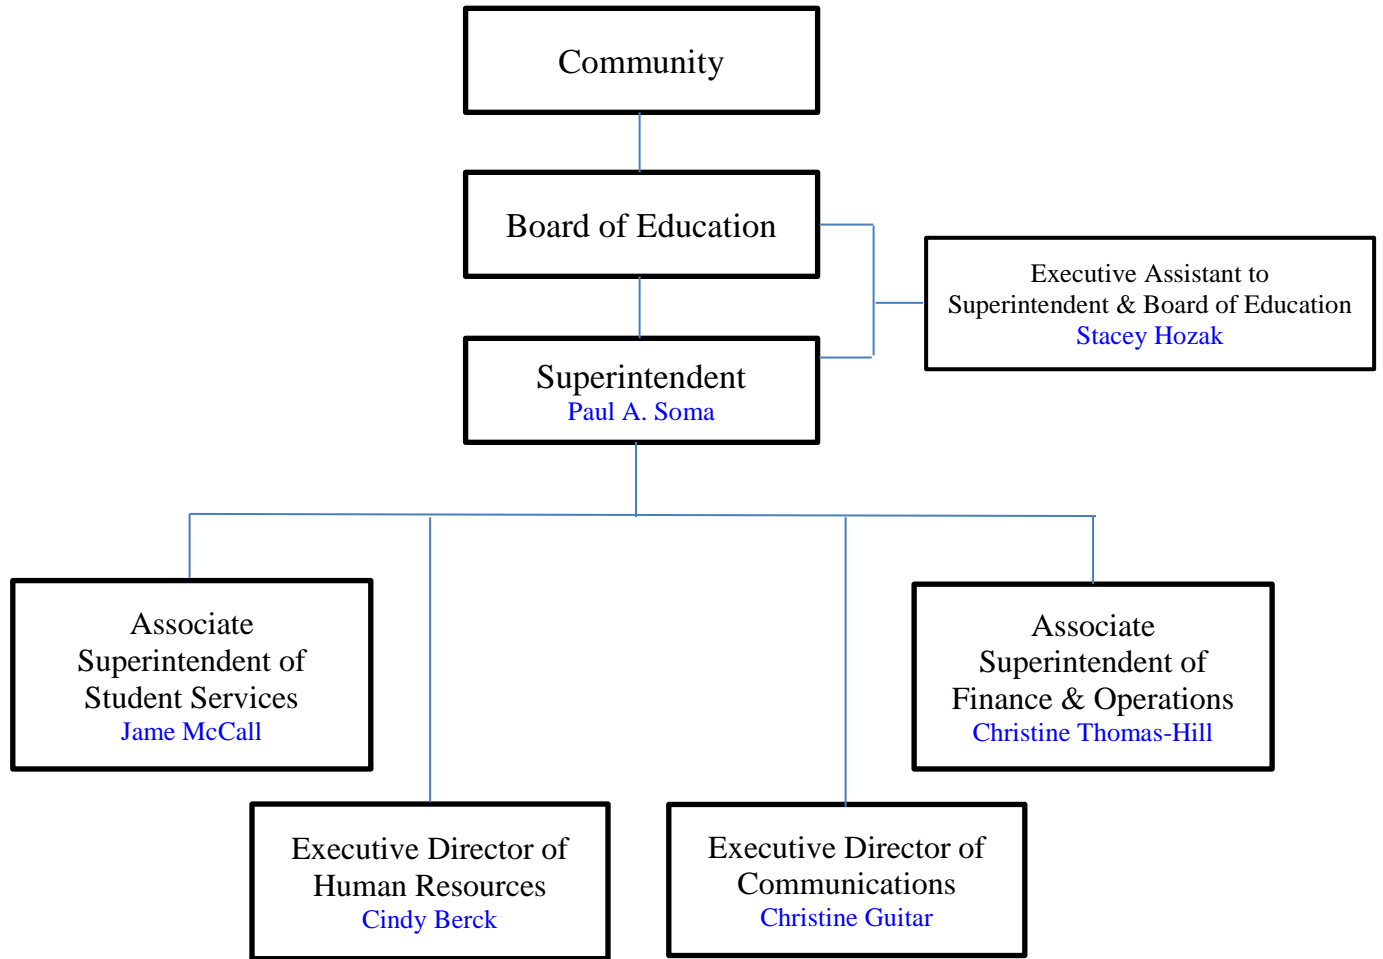 Community
Board of Education
Executive Assistant to
Superintendent & Board of Education
Stacey Hozak
Superintendent
Paul A. Soma
Associate
Superintendent of
Student Services
Jame McCall
Associate
Superintendent of
Finance & Operations
Christine Thomas-Hill
Executive Director of
Human Resources
Cindy Berck
Executive Director of
Communications
Christine Guitar